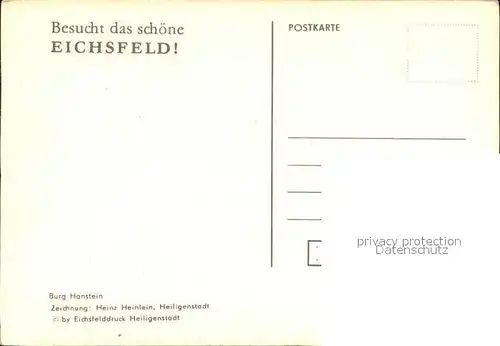 Besucht das schöne
EICHSFELD!
POSTKARTE
privacy protection
Datenschutz
Burg Hanstein
Zeichnung: Heinz Heinlein, Heiligenstadt
© by Eichsfelddruck Heiligenstadt